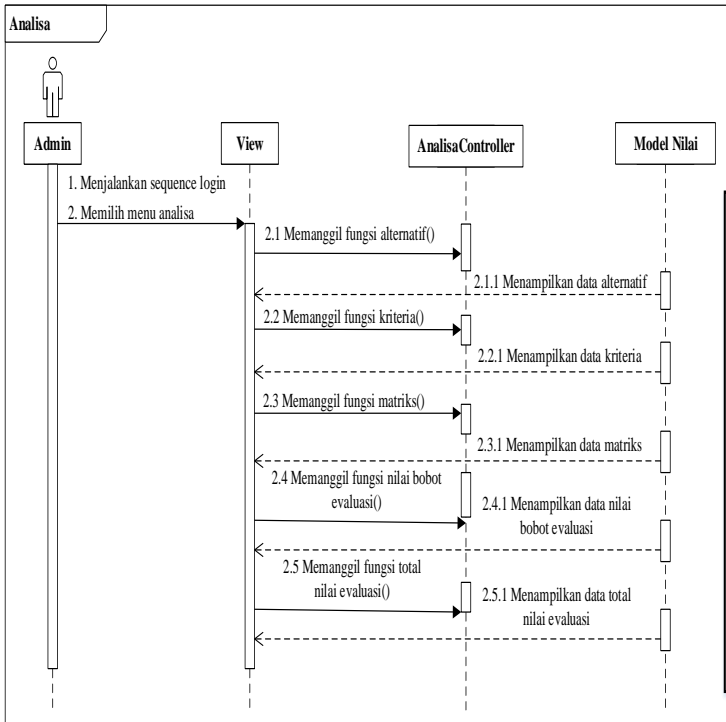 Analisa
Admin
View
AnalisaController
Model Nilai
1. Menjalankan sequence login
2. Memilih menu analisa
2.1 Memanggil fungsi alternatif()
2.1.1 Menampilkan data alternatif
2.2 Memanggil fungsi kriteria()
2.2.1 Menampilkan data kriteria
2.3 Memanggil fungsi matriks()
2.3.1 Menampilkan data matriks
2.4 Memanggil fungsi nilai bobot
evaluasi()
2.4.1 Menampilkan data nilai
bobot evaluasi
2.5 Memanggil fungsi total
nilai evaluasi()
2.5.1 Menampilkan data total
nilai evaluasi